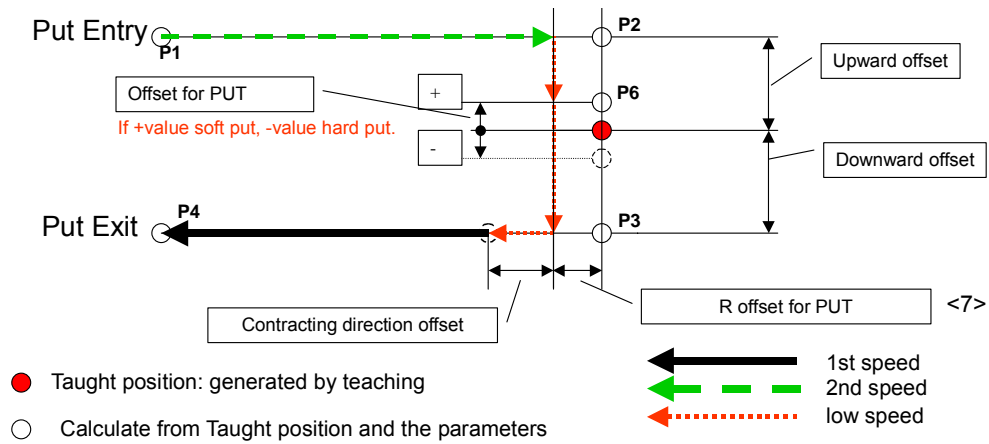 Put Entry
P1
P2
Upward offset
Offset for PUT
+
P6
If +value soft put, -value hard put.
-
Downward offset
Put Exit
P4
P3
Contracting direction offset
R offset for PUT
<7>
Taught position: generated by teaching
1st speed
2nd speed
low speed
Calculate from Taught position and the parameters